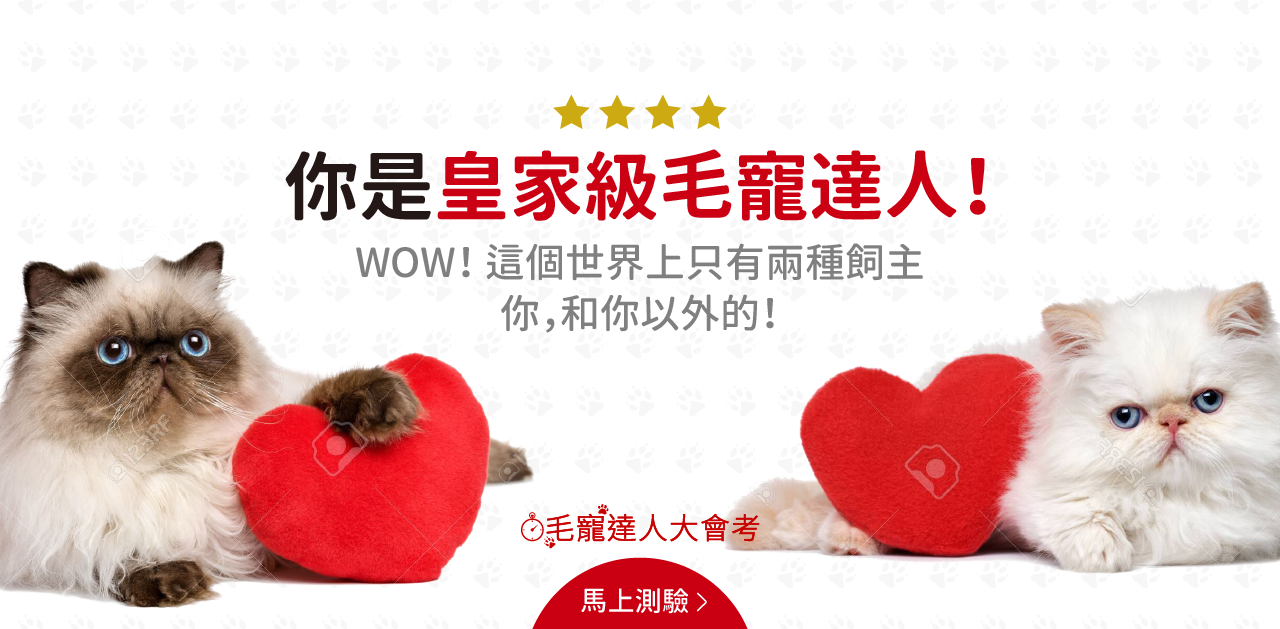 你是皇家級毛寵達人！
WOW！這個世界上只有兩種飼主
你，和你以外的！
毛寵達人大會考
馬上測驗